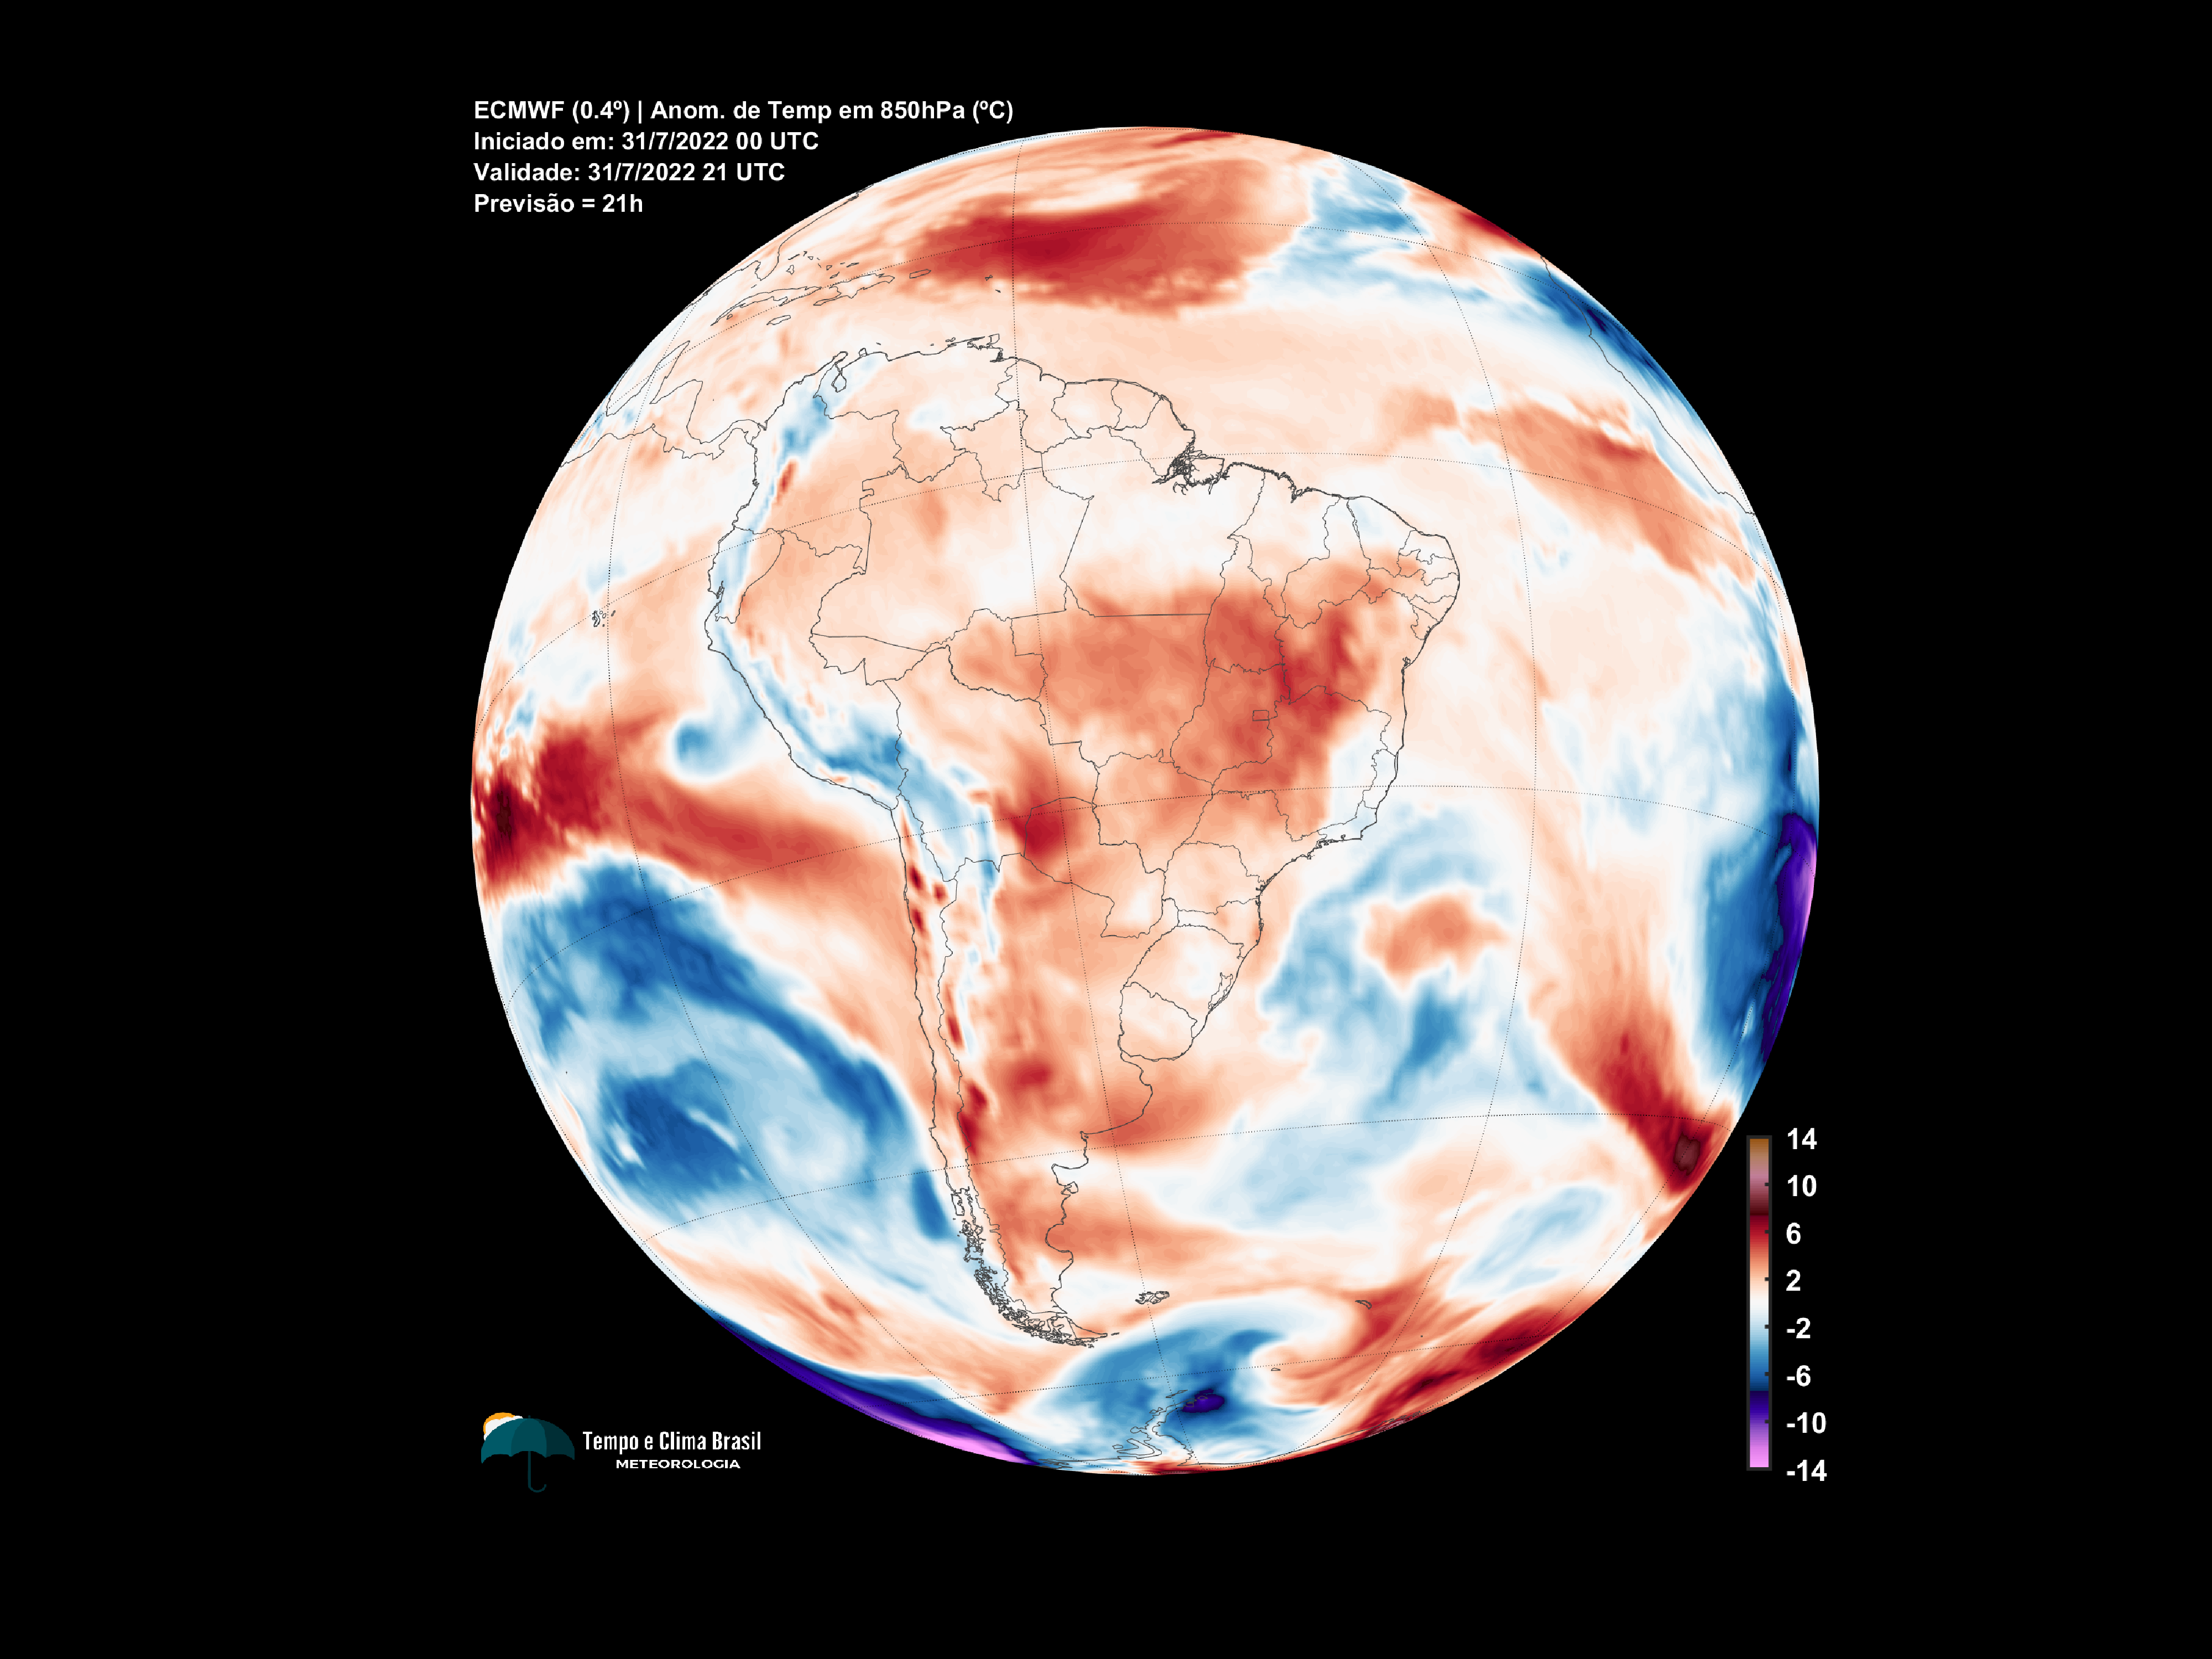 ECMWF (0.4º) | Anom. de Temp em 850hPa (ºC)
Iniciado em: 31/7/2022 00 UTC
Validade: 31/7/2022 21 UTC
Previsão = 21h
14
10
6
2
-2
-6
-10
-14
Tempo e Clima Brasil
METEOROLOGIA